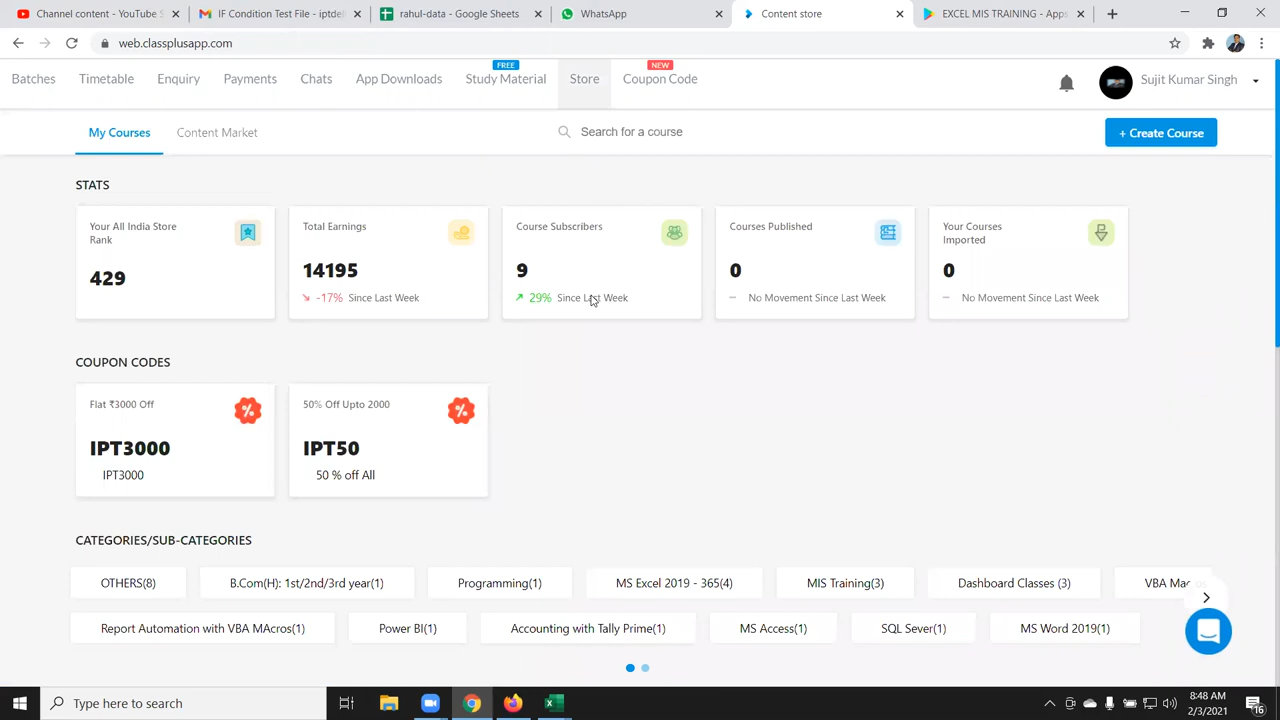 Channel content - YouTube S
IF Condition Test File - iptdel
rahul-data - Google Sheets
WhatsApp
Content store
EXCEL MIS TRAINING - Apps
web.classplusapp.com
FREE
NEW
Batches
Timetable
Enquiry
Payments
Chats
App Downloads
Study Material
Store
Coupon Code
Sujit Kumar Singh
My Courses
Content Market
Search for a course
+ Create Course
STATS
Your All India Store
Rank
429
Total Earnings
14195
-17% Since Last Week
Course Subscribers
9
29% Since Last Week
Courses Published
0
No Movement Since Last Week
Your Courses
Imported
0
No Movement Since Last Week
COUPON CODES
Flat ₹3000 Off
IPT3000
IPT3000
50% Off Upto 2000
IPT50
50 % off All
CATEGORIES/SUB-CATEGORIES
OTHERS(8)
B.Com(H): 1st/2nd/3rd year(1)
Programming(1)
MS Excel 2019 - 365(4)
MIS Training(3)
Dashboard Classes (3)
VBA Mac
Report Automation with VBA MAcros(1)
Power BI(1)
Accounting with Tally Prime(1)
MS Access(1)
SQL Sever(1)
MS Word 2019(1)
Type here to search
8:48 AM
2/3/2021
16